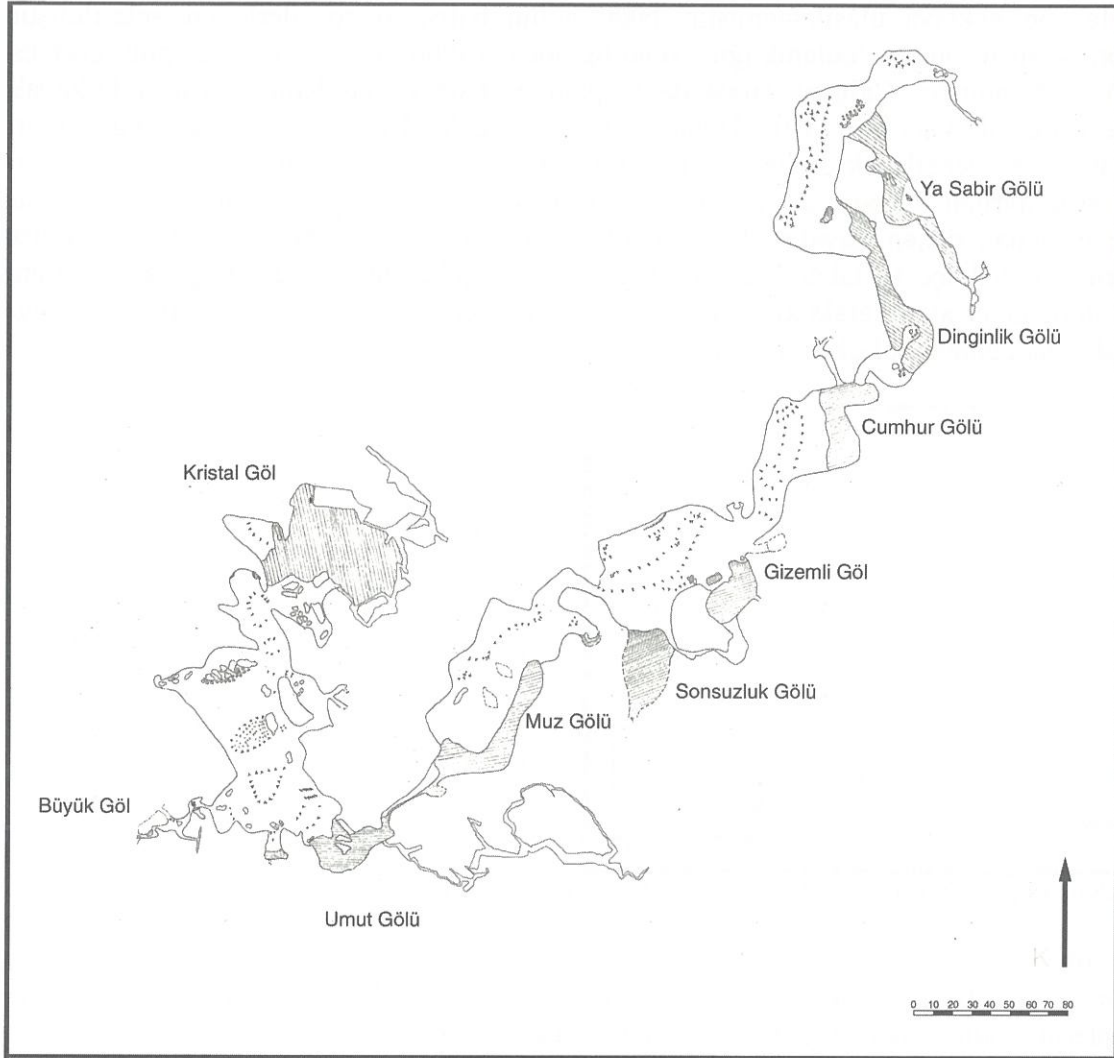 Ya Sabir Gölü
Dinginlik Gölü
Cumhur Gölü
Kristal Göl
Gizemli Göl
Sonsuzluk Gölü
Muz Gölü
Büyük Göl
Umut Gölü
0 10 20 30 40 50 60 70 80